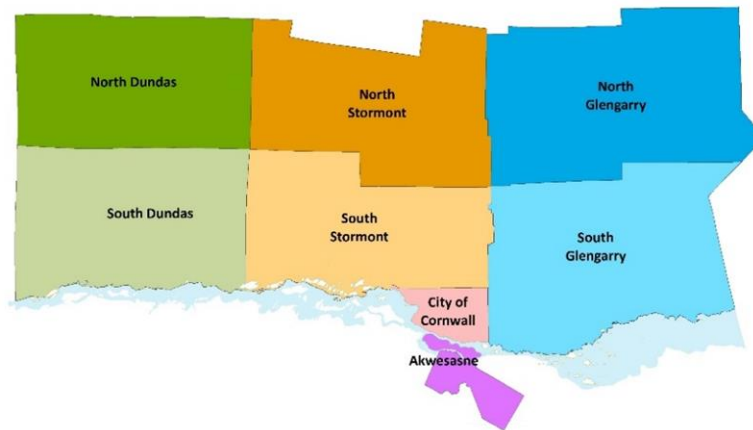 North Dundas
North
Stormont
North
Glengarry
South Dundas
South
Stormont
South
Glengarry
City of
Cornwall
Akwesasne